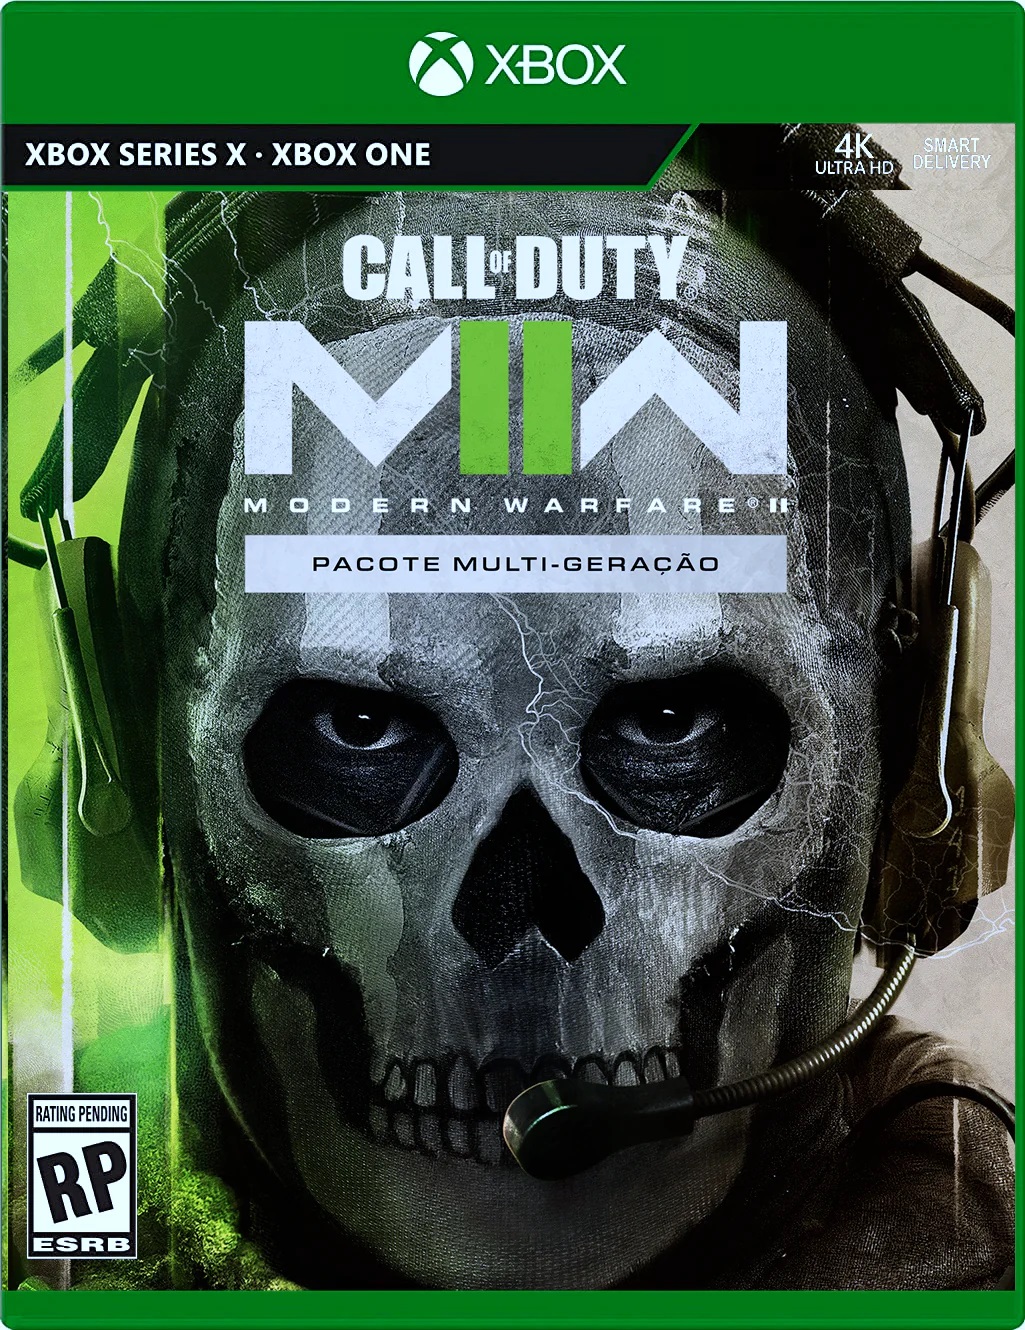 XBOX
XBOX SERIES X · XBOX ONE
4K
ULTRA HD
SMART
DELIVERY
CALL OF DUTY®
MIIW
MODERN WARFARE® II
PACOTE MULTI-GERAÇÃO
RATING PENDING
RP
ESRB